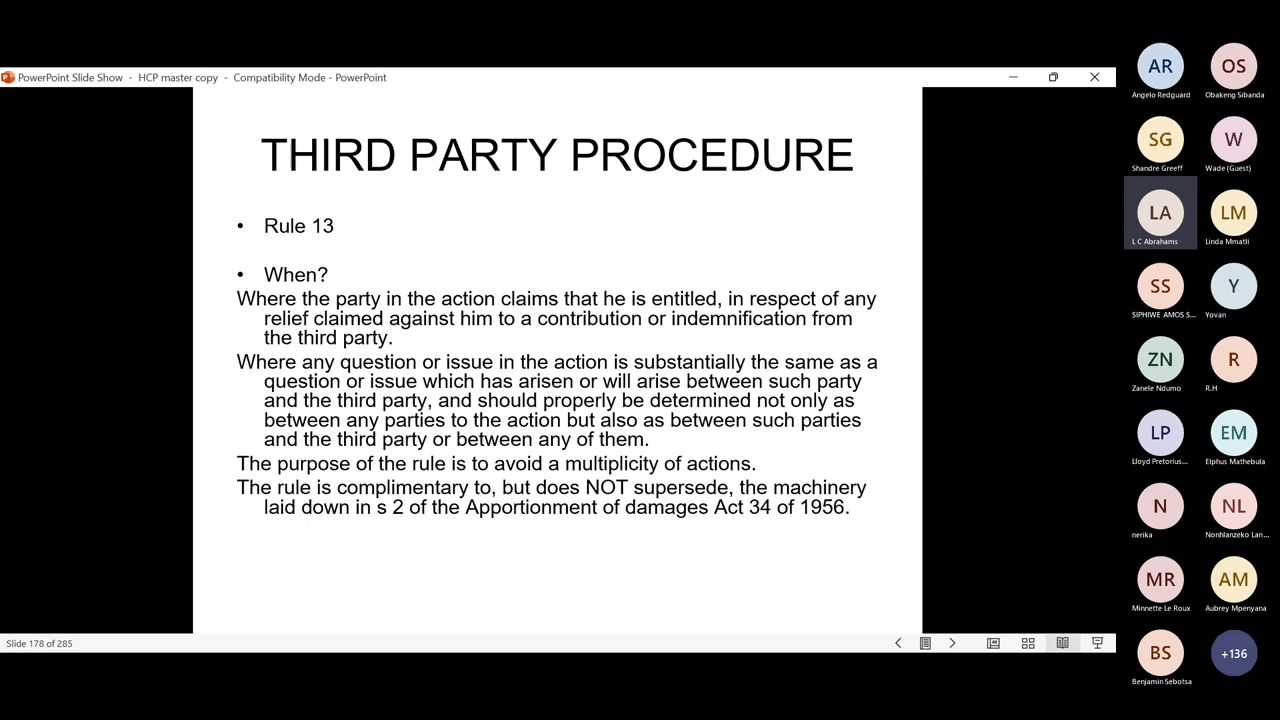 PowerPoint Slide Show - HCP master copy - Compatibility Mode - PowerPoint
THIRD PARTY PROCEDURE
• Rule 13
• When?
Where the party in the action claims that he is entitled, in respect of any
relief claimed against him to a contribution or indemnification from
the third party.
Where any question or issue in the action is substantially the same as a
question or issue which has arisen or will arise between such party
and the third party, and should properly be determined not only as
between any parties to the action but also as between such parties
and the third party or between any of them.
The purpose of the rule is to avoid a multiplicity of actions.
The rule is complimentary to, but does NOT supersede, the machinery
laid down in s 2 of the Apportionment of damages Act 34 of 1956.
Slide 178 of 285
AR
Angelo Redguard
OS
Obakeng Sibanda
SG
Shandre Greeff
W
Wade (Guest)
LA
L C Abrahams
LM
Linda Mmatli
SS
SIPHIWE AMOS S...
Y
Yovan
ZN
Zanele Ndumo
R
R.H
LP
Lloyd Pretorius...
EM
Elphus Mathebula
N
nerika
NL
Nonhlanzeko Lan...
MR
Minnette Le Roux
AM
Aubrey Mpenyana
BS
Benjamin Sebotsa
+136